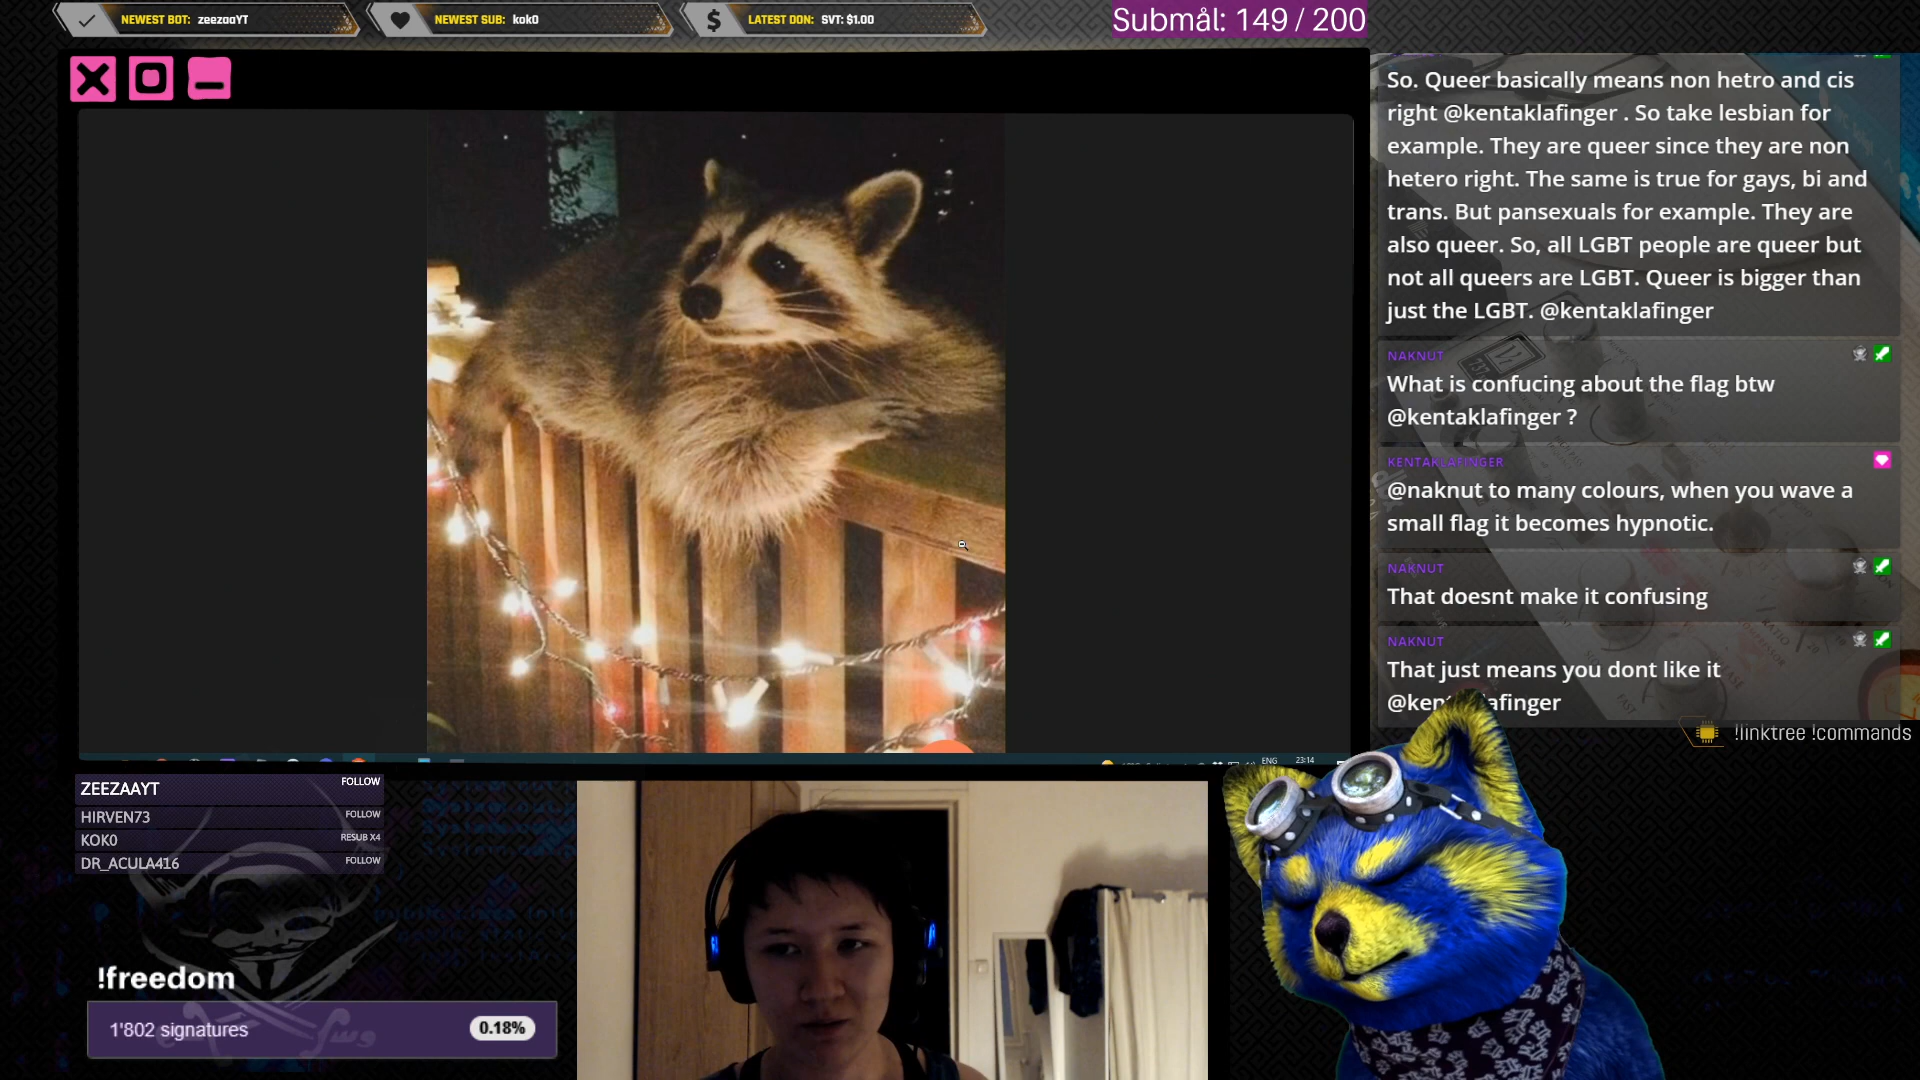 NEWEST BOT: zeezaaYT
NEWEST SUB: kok0
LATEST DON: SVT: $1.00
Submål: 149 / 200
So. Queer basically means non hetro and cis
right @kentaklafinger . So take lesbian for
example. They are queer since they are non
hetero right. The same is true for gays, bi and
trans. But pansexuals for example. They are
also queer. So, all LGBT people are queer but
not all queers are LGBT. Queer is bigger than
just the LGBT. @kentaklafinger
NAKNUT
What is confucing about the flag btw
@kentaklafinger ?
KENTAKLAFINGER
@naknut to many colours, when you wave a
small flag it becomes hypnotic.
NAKNUT
That doesnt make it confusing
NAKNUT
That just means you dont like it
@kentaklafinger
!linktree !commands
ENG
23:14
ZEEZAAYT FOLLOW
HIRVEN73 FOLLOW
KOK0 RESUB X4
DR_ACULA416 FOLLOW
!freedom
1'802 signatures 0.18%